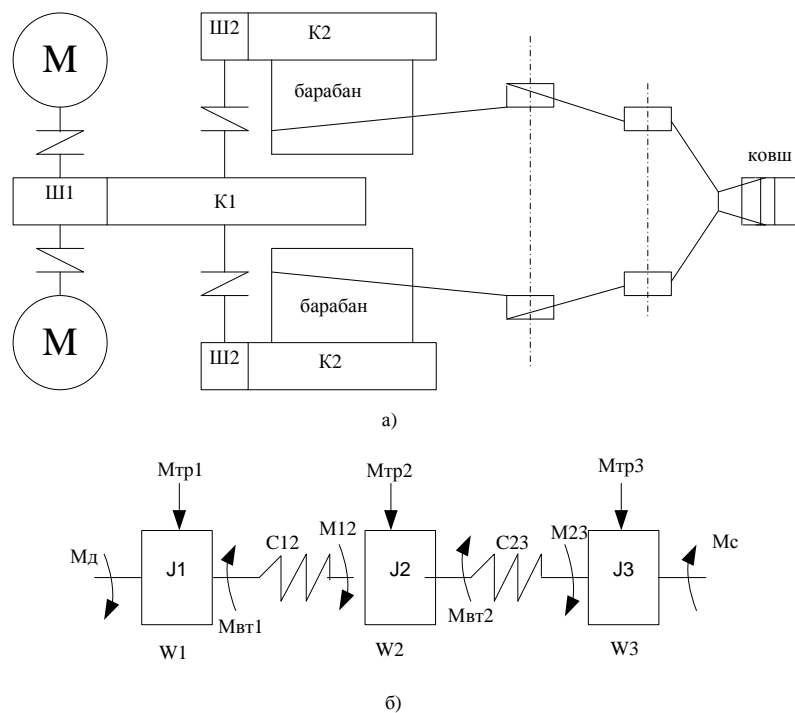 М
Ш2
К2
барабан
ковш
Ш1
К1
барабан
М
Ш2
К2
а)
Мтр1
Мтр2
Мтр3
Мд
J1
С12
М12
J2
С23
М23
J3
Мс
Мвт1
Мвт2
W1
W2
W3
б)